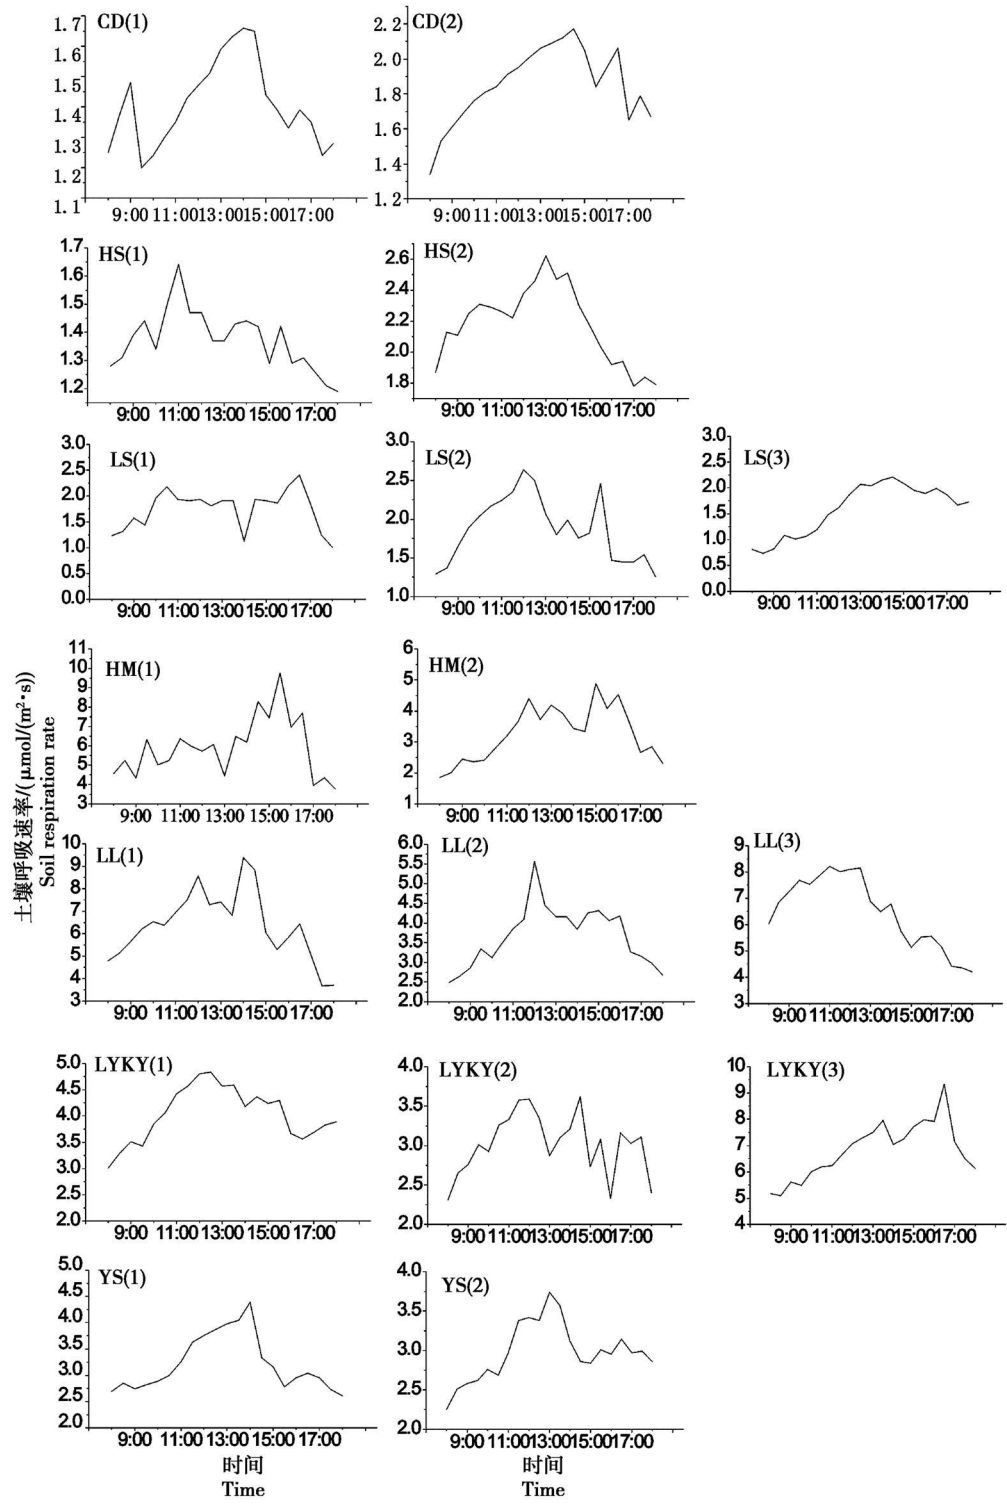 CD(1)
1.7
1.6
1.5
1.4
1.3
1.2
1.1
9:00 11:00 13:00 15:00 17:00
CD(2)
2.2
2.0
1.8
1.6
1.4
1.2
9:00 11:00 13:00 15:00 17:00
HS(1)
1.7
1.6
1.5
1.4
1.3
1.2
9:00 11:00 13:00 15:00 17:00
HS(2)
2.6
2.4
2.2
2.0
1.8
9:00 11:00 13:00 15:00 17:00
LS(1)
3.0
2.5
2.0
1.5
1.0
0.5
0.0
9:00 11:00 13:00 15:00 17:00
LS(2)
3.0
2.5
2.0
1.5
1.0
9:00 11:00 13:00 15:00 17:00
LS(3)
3.0
2.5
2.0
1.5
1.0
0.5
0.0
9:00 11:00 13:00 15:00 17:00
土壤呼吸速率/(μmol/(m²·s))
Soil respiration rate
HM(1)
11
10
9
8
7
6
5
4
3
9:00 11:00 13:00 15:00 17:00
HM(2)
6
5
4
3
2
1
9:00 11:00 13:00 15:00 17:00
LL(1)
10
9
8
7
6
5
4
3
9:00 11:00 13:00 15:00 17:00
LL(2)
6.0
5.5
5.0
4.5
4.0
3.5
3.0
2.5
2.0
9:00 11:00 13:00 15:00 17:00
LL(3)
9
8
7
6
5
4
3
9:00 11:00 13:00 15:00 17:00
LYKY(1)
5.0
4.5
4.0
3.5
3.0
2.5
2.0
9:00 11:00 13:00 15:00 17:00
LYKY(2)
4.0
3.5
3.0
2.5
2.0
9:00 11:00 13:00 15:00 17:00
LYKY(3)
10
9
8
7
6
5
4
9:00 11:00 13:00 15:00 17:00
YS(1)
5.0
4.5
4.0
3.5
3.0
2.5
2.0
9:00 11:00 13:00 15:00 17:00
时间
Time
YS(2)
4.0
3.5
3.0
2.5
2.0
9:00 11:00 13:00 15:00 17:00
时间
Time